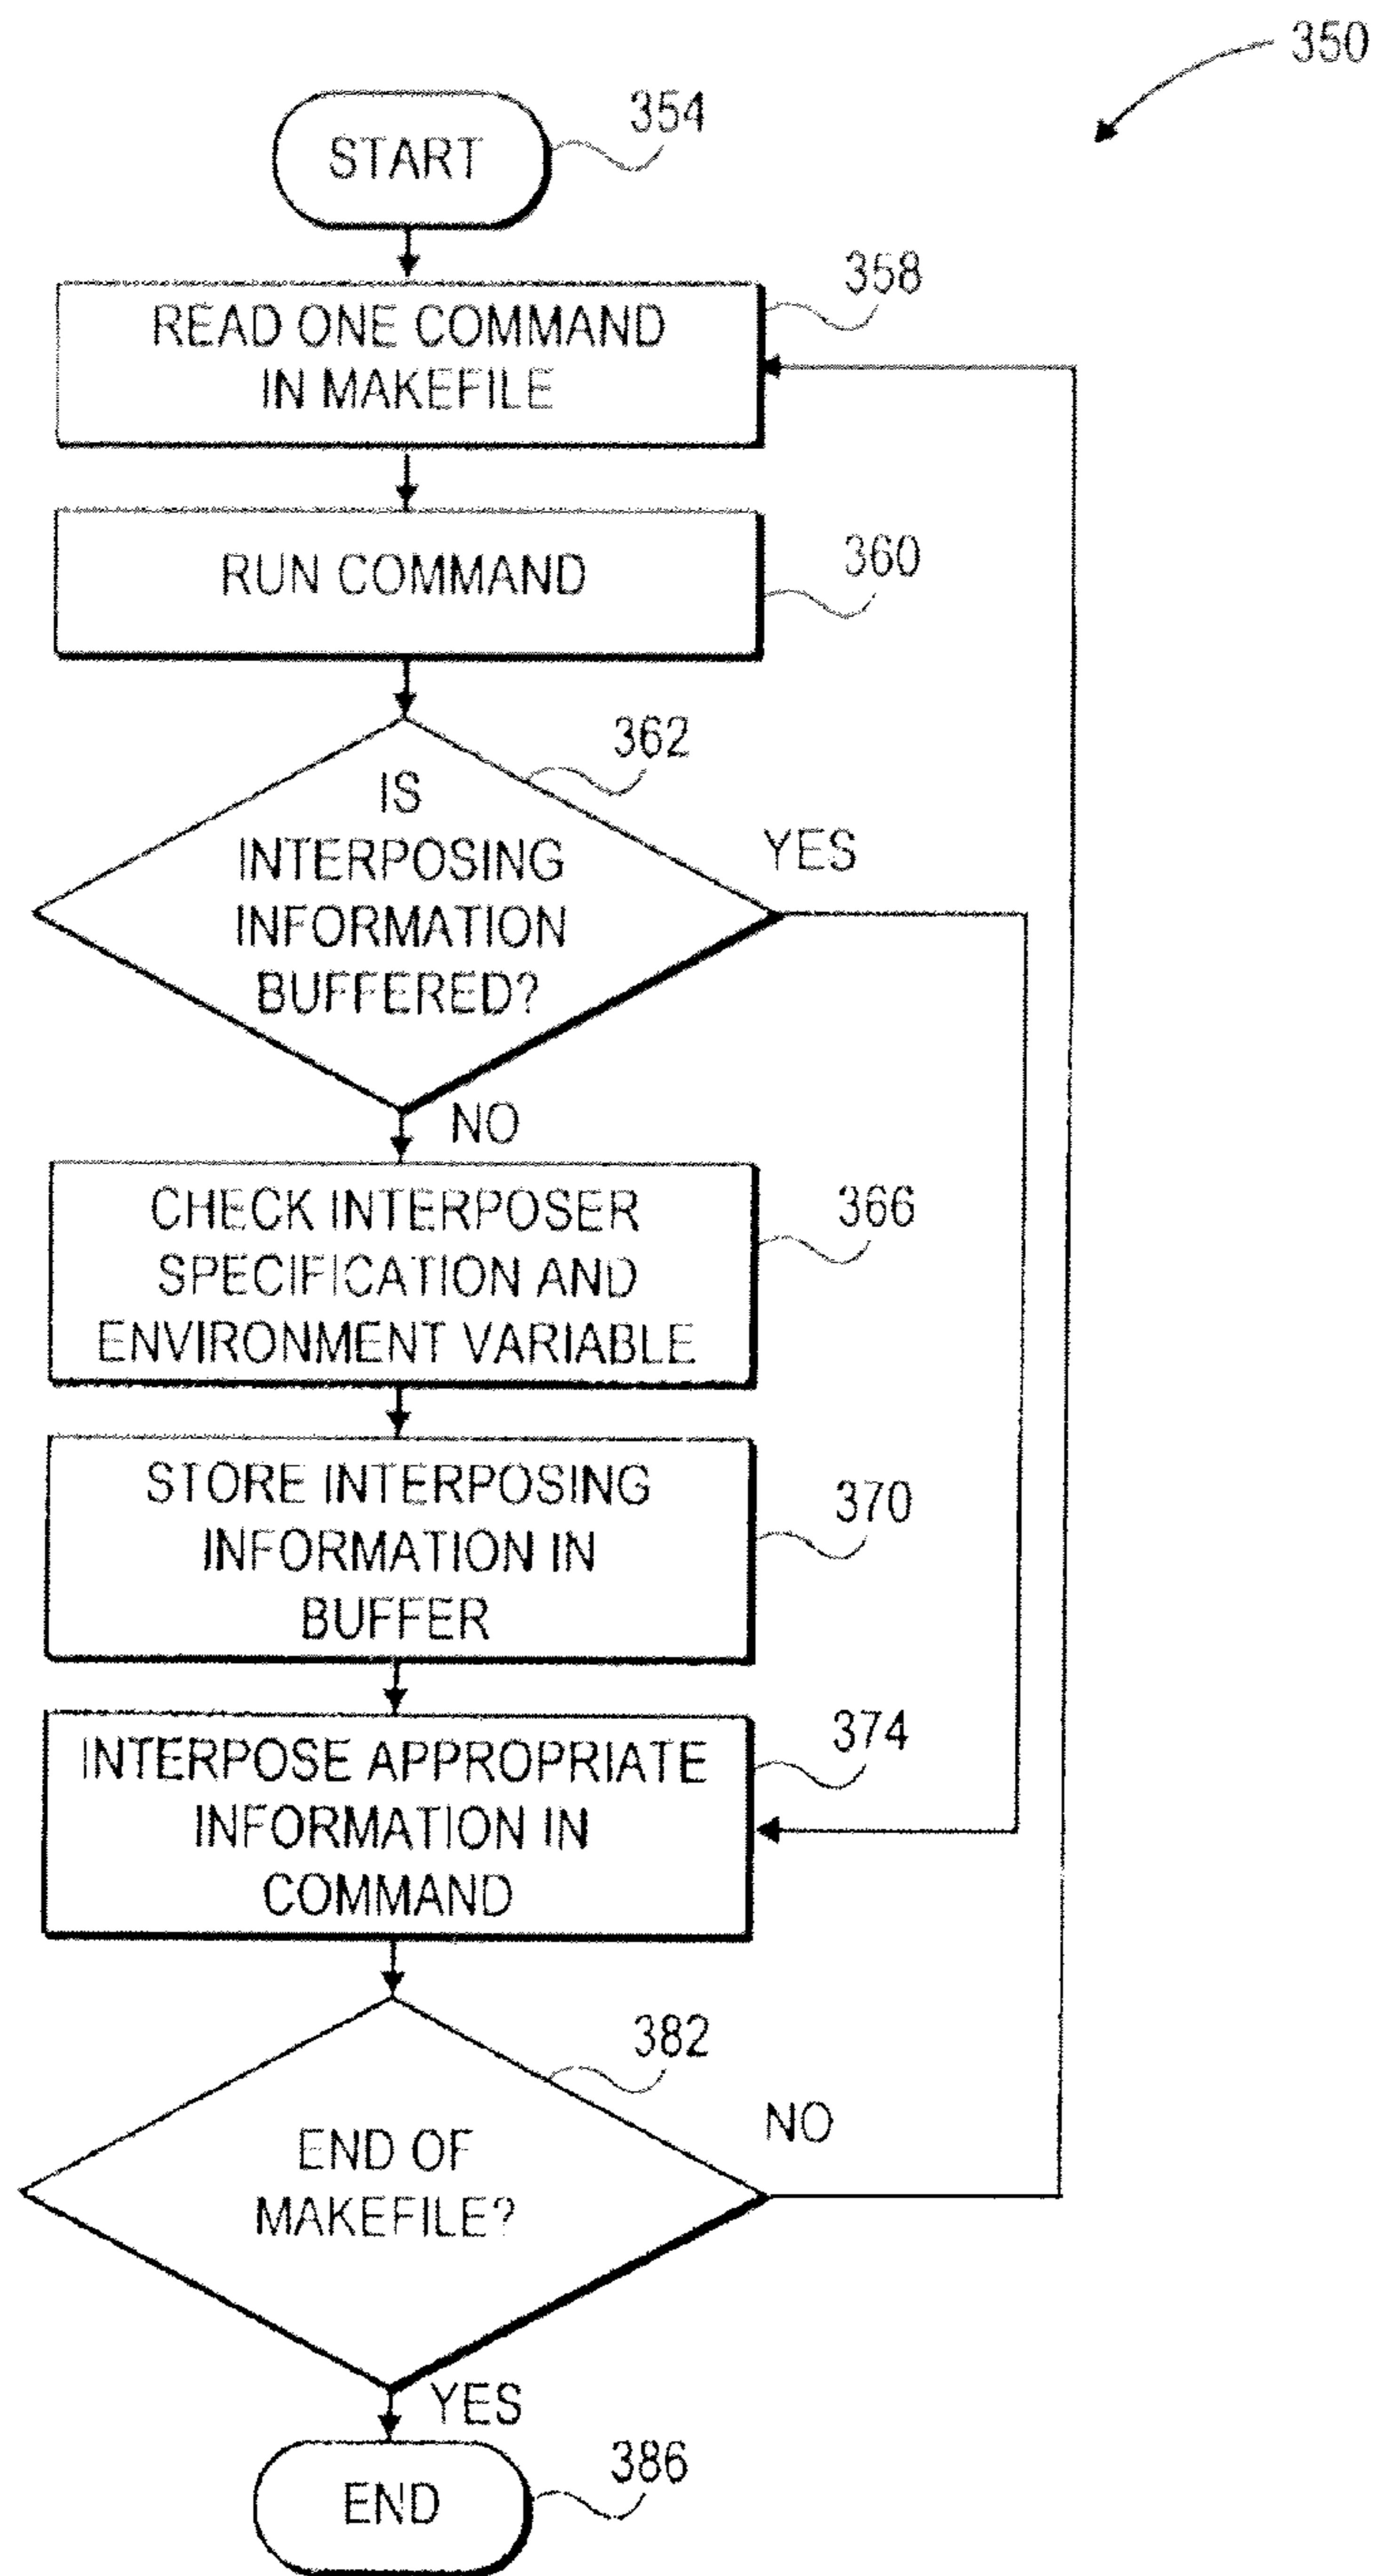 350
START
354
READ ONE COMMAND
IN MAKEFILE
358
RUN COMMAND
360
IS
INTERPOSING
INFORMATION
BUFFERED?
362
YES
NO
CHECK INTERPOSER
SPECIFICATION AND
ENVIRONMENT VARIABLE
366
STORE INTERPOSING
INFORMATION IN
BUFFER
370
INTERPOSE APPROPRIATE
INFORMATION IN
COMMAND
374
END OF
MAKEFILE?
382
NO
YES
END
386